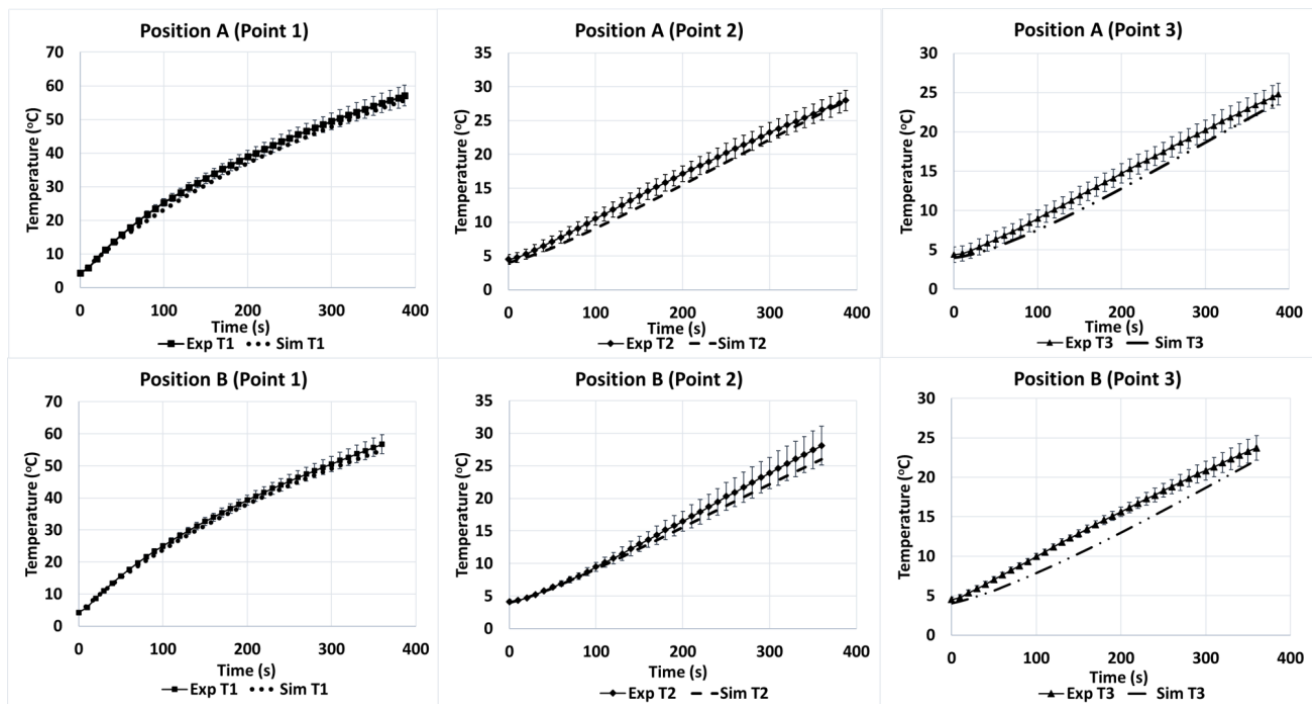 Position A (Point 1)
70
60
50
40
30
20
10
0
Temperature (°C)
0 100 200 300 400
Time (s)
Exp T1 Sim T1
Position A (Point 2)
35
30
25
20
15
10
5
0
Temperature (°C)
0 100 200 300 400
Time (s)
Exp T2 Sim T2
Position A (Point 3)
30
25
20
15
10
5
0
Temperature (°C)
0 100 200 300 400
Time (s)
Exp T3 Sim T3
Position B (Point 1)
70
60
50
40
30
20
10
0
Temperature (°C)
0 100 200 300 400
Time (s)
Exp T1 Sim T1
Position B (Point 2)
35
30
25
20
15
10
5
0
Temperature (°C)
0 100 200 300 400
Time (s)
Exp T2 Sim T2
Position B (Point 3)
30
25
20
15
10
5
0
Temperature (°C)
0 100 200 300 400
Time (s)
Exp T3 Sim T3